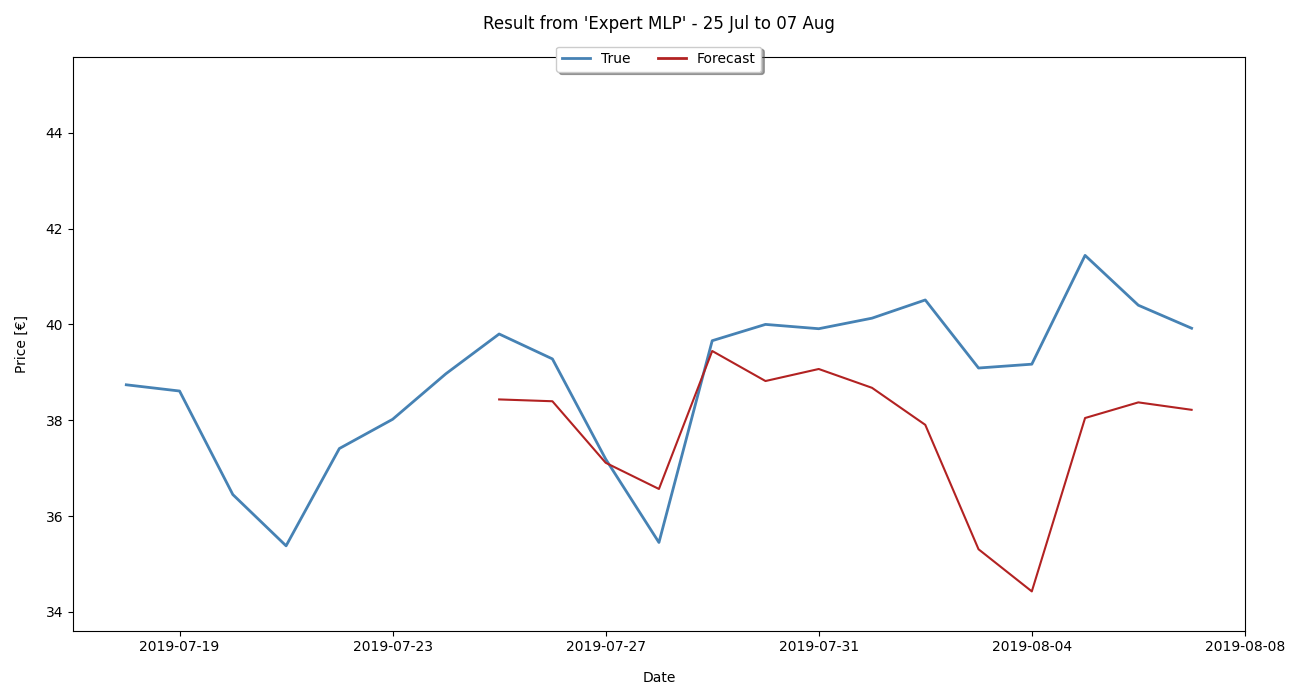 Result from 'Expert MLP' - 25 Jul to 07 Aug
True Forecast
Price [€]
44
42
40
38
36
34
2019-07-19 2019-07-23 2019-07-27 2019-07-31 2019-08-04 2019-08-08
Date